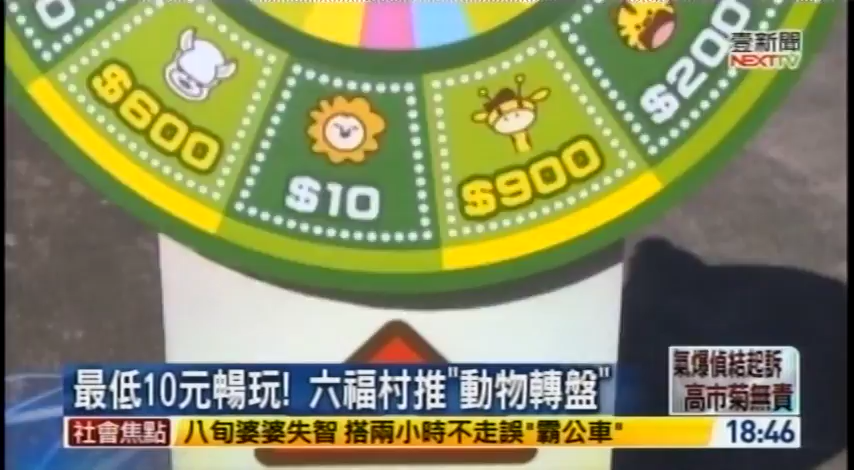 0
$600
$10
$900
$200
壹新聞
NEXTTV
最低10元暢玩! 六福村推"動物轉盤"
氣爆偵結起訴
高市菊無責
社會焦點
八旬婆婆失智 搭兩小時不走誤"霸公車"
18:46